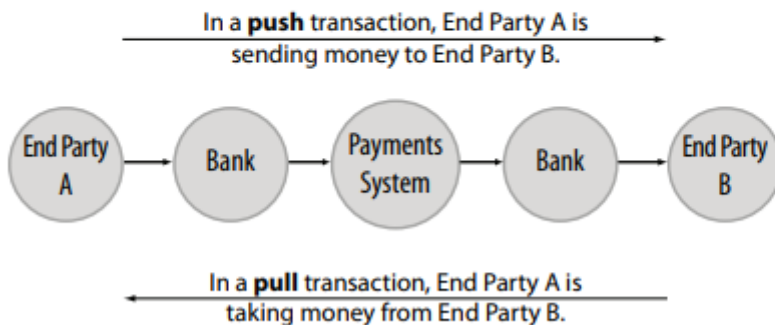 In a push transaction, End Party A is
sending money to End Party B.
End Party
A
Bank
Payments
System
Bank
End Party
B
In a pull transaction, End Party A is
taking money from End Party B.